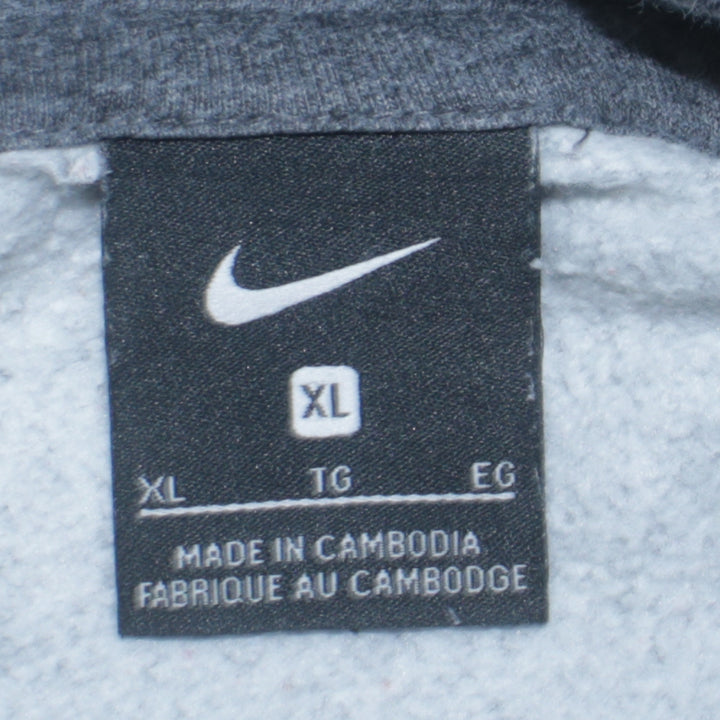 XL
XL TG EG
MADE IN CAMBODIA
FABRIQUE AU CAMBODGE